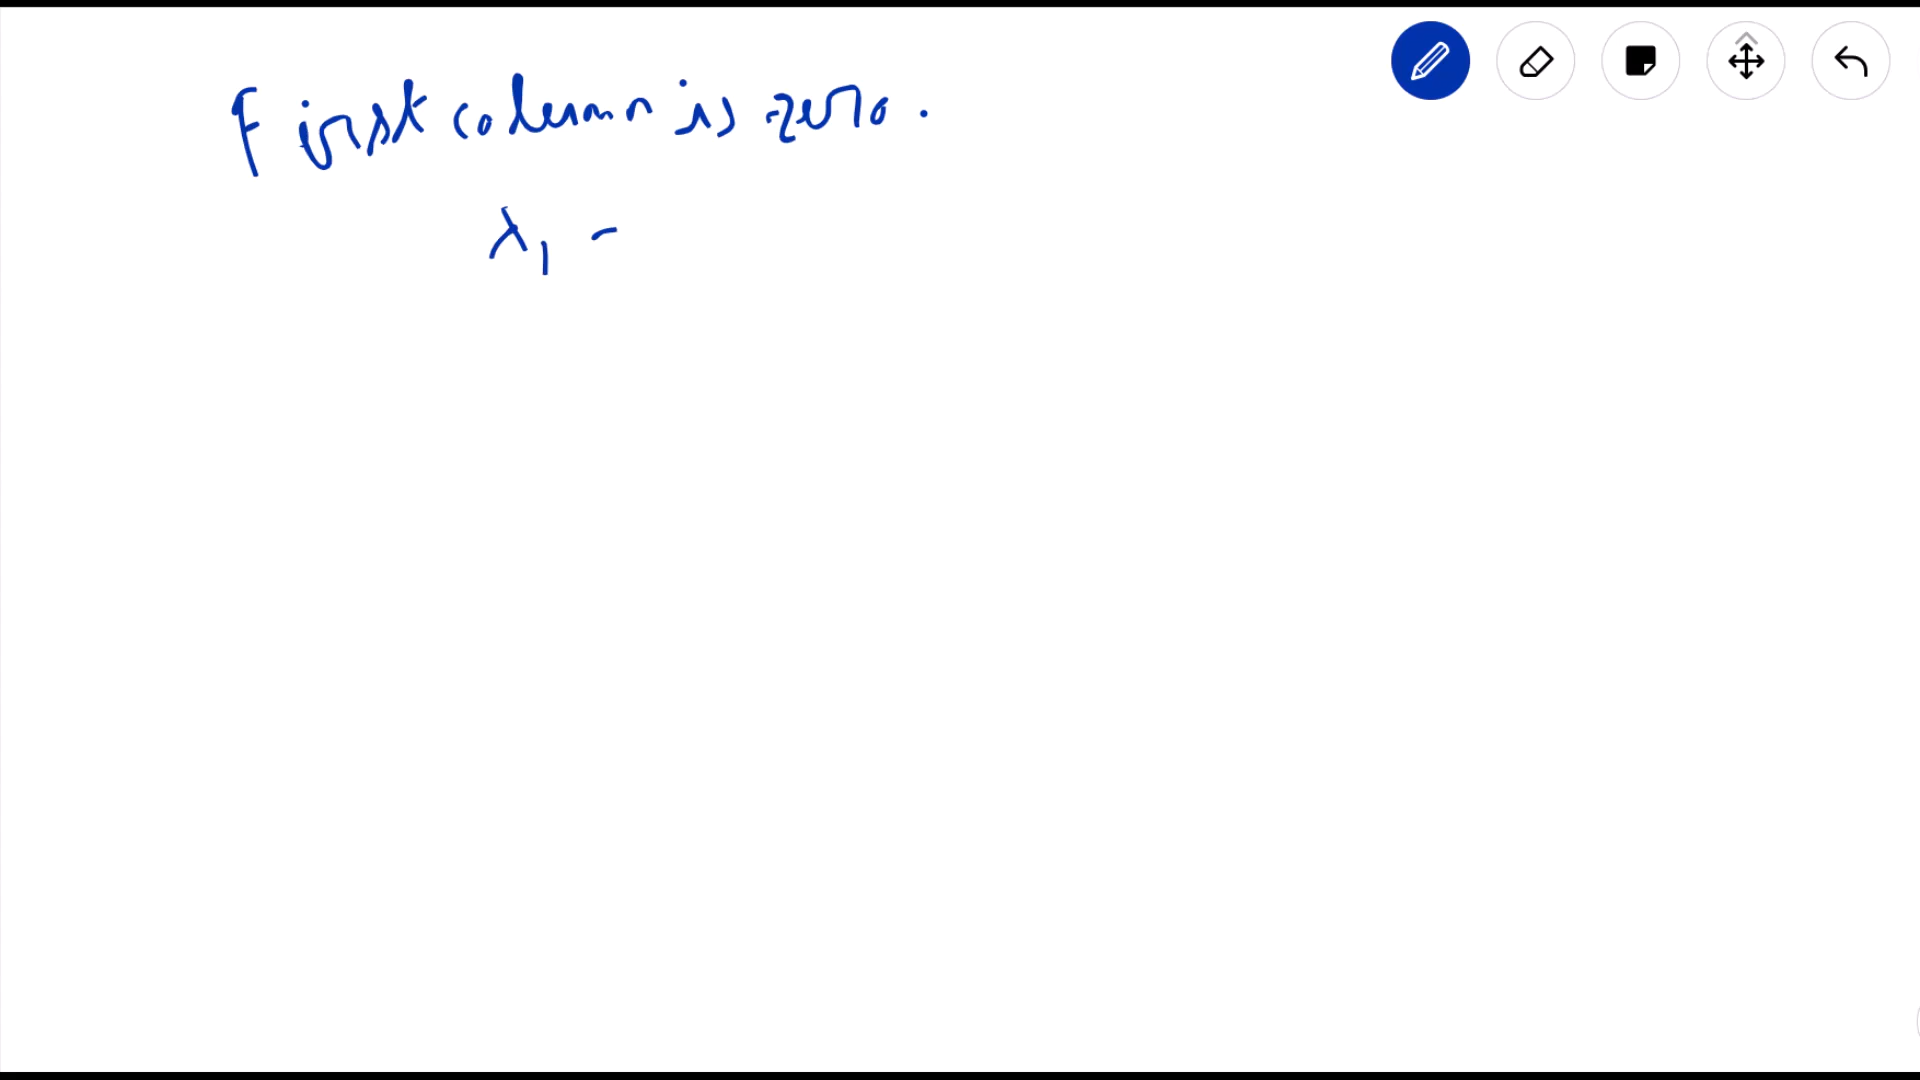 First column is zero.
λ₁ -